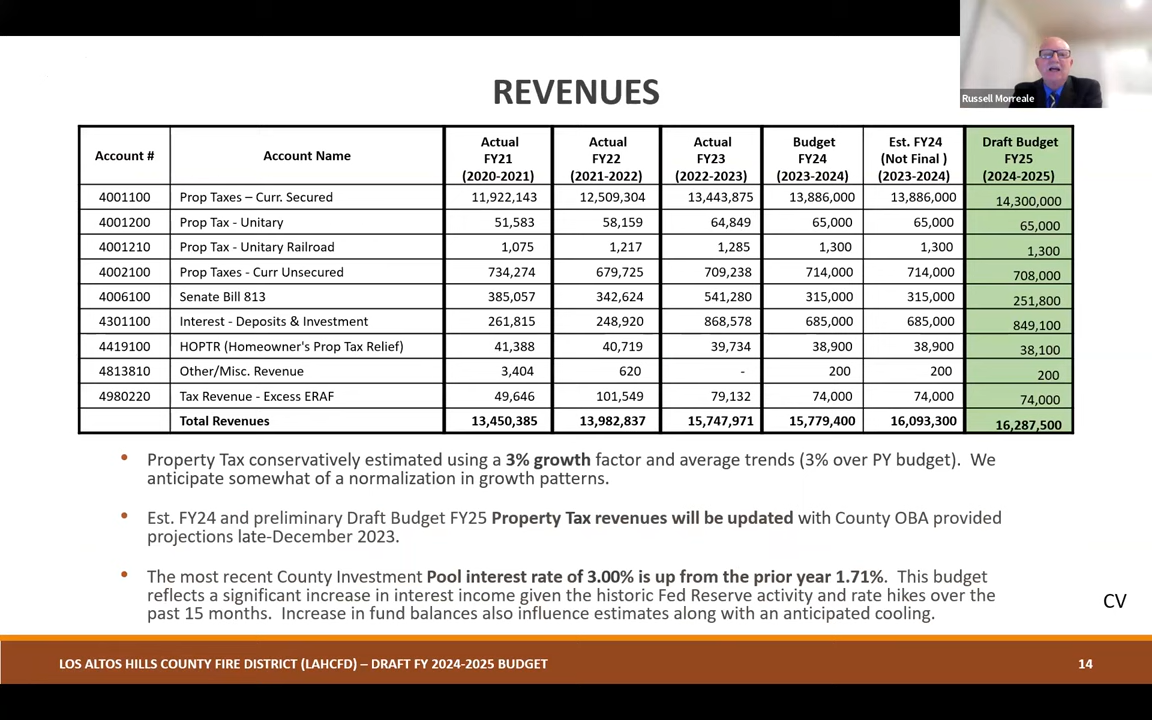 Russell Morreale
REVENUES
Account # Account Name Actual FY21 (2020-2021) Actual FY22 (2021-2022) Actual FY23 (2022-2023) Budget FY24 (2023-2024) Est. FY24 (Not Final ) (2023-2024) Draft Budget FY25 (2024-2025)
4001100 Prop Taxes – Curr. Secured 11,922,143 12,509,304 13,443,875 13,886,000 13,886,000 14,300,000
4001200 Prop Tax - Unitary 51,583 58,159 64,849 65,000 65,000 65,000
4001210 Prop Tax - Unitary Railroad 1,075 1,217 1,285 1,300 1,300 1,300
4002100 Prop Taxes - Curr Unsecured 734,274 679,725 709,238 714,000 714,000 708,000
4006100 Senate Bill 813 385,057 342,624 541,280 315,000 315,000 251,800
4301100 Interest - Deposits & Investment 261,815 248,920 868,578 685,000 685,000 849,100
4419100 HOPTR (Homeowner's Prop Tax Relief) 41,388 40,719 39,734 38,900 38,900 38,100
4813810 Other/Misc. Revenue 3,404 620 - 200 200 200
4980220 Tax Revenue - Excess ERAF 49,646 101,549 79,132 74,000 74,000 74,000
Total Revenues 13,450,385 13,982,837 15,747,971 15,779,400 16,093,300 16,287,500
• Property Tax conservatively estimated using a 3% growth factor and average trends (3% over PY budget). We
anticipate somewhat of a normalization in growth patterns.
• Est. FY24 and preliminary Draft Budget FY25 Property Tax revenues will be updated with County OBA provided
projections late-December 2023.
• The most recent County Investment Pool interest rate of 3.00% is up from the prior year 1.71%. This budget
reflects a significant increase in interest income given the historic Fed Reserve activity and rate hikes over the
past 15 months. Increase in fund balances also influence estimates along with an anticipated cooling.
CV
LOS ALTOS HILLS COUNTY FIRE DISTRICT (LAHCFD) – DRAFT FY 2024-2025 BUDGET 14